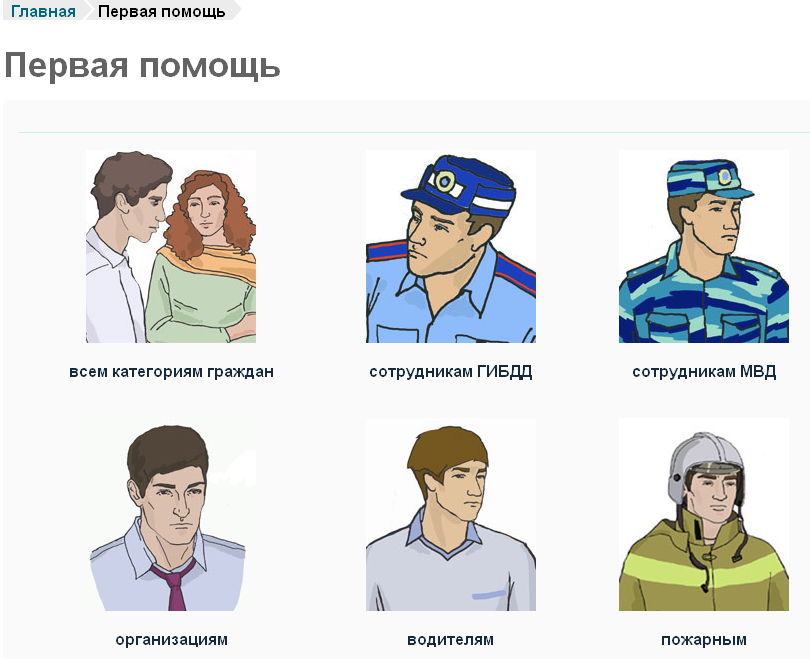 Главная Первая помощь
Первая помощь
всем категориям граждан сотрудникам ГИБДД сотрудникам МВД
организациям водителям пожарным